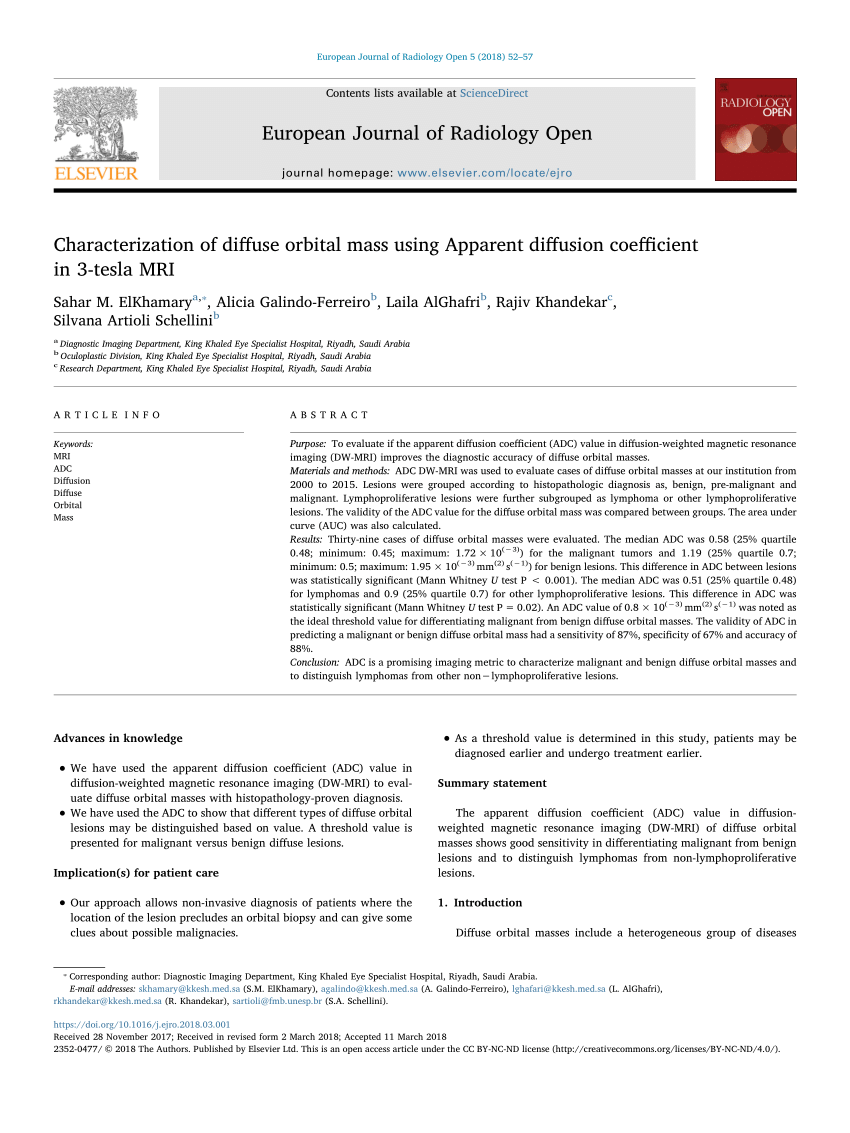 European Journal of Radiology Open 5 (2018) 52–57
Contents lists available at ScienceDirect
European Journal of Radiology Open
journal homepage: www.elsevier.com/locate/ejro
ELSEVIER
RADIOLOGY
OPEN
Characterization of diffuse orbital mass using Apparent diffusion coefficient
in 3-tesla MRI
Sahar M. ElKhamary a,⁎, Alicia Galindo-Ferreiro b, Laila AlGhafri b, Rajiv Khandekar c,
Silvana Artioli Schellini b
a Diagnostic Imaging Department, King Khaled Eye Specialist Hospital, Riyadh, Saudi Arabia
b Oculoplastic Division, King Khaled Eye Specialist Hospital, Riyadh, Saudi Arabia
c Research Department, King Khaled Eye Specialist Hospital, Riyadh, Saudi Arabia
ARTICLE INFO
Keywords:
MRI
ADC
Diffusion
Diffuse
Orbital
Mass
ABSTRACT
Purpose: To evaluate if the apparent diffusion coefficient (ADC) value in diffusion-weighted magnetic resonance
imaging (DW-MRI) improves the diagnostic accuracy of diffuse orbital masses.
Materials and methods: ADC DW-MRI was used to evaluate cases of diffuse orbital masses at our institution from
2000 to 2015. Lesions were grouped according to histopathologic diagnosis as, benign, pre-malignant and
malignant. Lymphoproliferative lesions were further subgrouped as lymphoma or other lymphoproliferative
lesions. The validity of the ADC value for the diffuse orbital mass was compared between groups. The area under
curve (AUC) was also calculated.
Results: Thirty-nine cases of diffuse orbital masses were evaluated. The median ADC was 0.58 (25% quartile
0.48; minimum: 0.45; maximum: 1.72 × 10(−3)) for the malignant tumors and 1.19 (25% quartile 0.7;
minimum: 0.5; maximum: 1.95 × 10(−3) mm(2) s(−1)) for benign lesions. This difference in ADC between lesions
was statistically significant (Mann Whitney U test P < 0.001). The median ADC was 0.51 (25% quartile 0.48)
for lymphomas and 0.9 (25% quartile 0.7) for other lymphoproliferative lesions. This difference in ADC was
statistically significant (Mann Whitney U test P = 0.02). An ADC value of 0.8 × 10(−3) mm(2) s(−1) was noted as
the ideal threshold value for differentiating malignant from benign diffuse orbital masses. The validity of ADC in
predicting a malignant or benign diffuse orbital mass had a sensitivity of 87%, specificity of 67% and accuracy of
88%.
Conclusion: ADC is a promising imaging metric to characterize malignant and benign diffuse orbital masses and
to distinguish lymphomas from other non−lymphoproliferative lesions.
Advances in knowledge
• We have used the apparent diffusion coefficient (ADC) value in
diffusion-weighted magnetic resonance imaging (DW-MRI) to eval-
uate diffuse orbital masses with histopathology-proven diagnosis.
• We have used the ADC to show that different types of diffuse orbital
lesions may be distinguished based on value. A threshold value is
presented for malignant versus benign diffuse lesions.
Implication(s) for patient care
• Our approach allows non-invasive diagnosis of patients where the
location of the lesion precludes an orbital biopsy and can give some
clues about possible malignacies.
• As a threshold value is determined in this study, patients may be
diagnosed earlier and undergo treatment earlier.
Summary statement
The apparent diffusion coefficient (ADC) value in diffusion-
weighted magnetic resonance imaging (DW-MRI) of diffuse orbital
masses shows good sensitivity in differentiating malignant from benign
lesions and to distinguish lymphomas from non-lymphoproliferative
lesions.
1. Introduction
Diffuse orbital masses include a heterogeneous group of diseases
⁎ Corresponding author: Diagnostic Imaging Department, King Khaled Eye Specialist Hospital, Riyadh, Saudi Arabia.
E-mail addresses: skhamary@kkesh.med.sa (S.M. ElKhamary), agalindo@kkesh.med.sa (A. Galindo-Ferreiro), lghafari@kkesh.med.sa (L. AlGhafri),
rkhandekar@kkesh.med.sa (R. Khandekar), sartioli@fmb.unesp.br (S.A. Schellini).
https://doi.org/10.1016/j.ejro.2018.03.001
Received 28 November 2017; Received in revised form 2 March 2018; Accepted 11 March 2018
2352-0477/ © 2018 The Authors. Published by Elsevier Ltd. This is an open access article under the CC BY-NC-ND license (http://creativecommons.org/licenses/BY-NC-ND/4.0/).